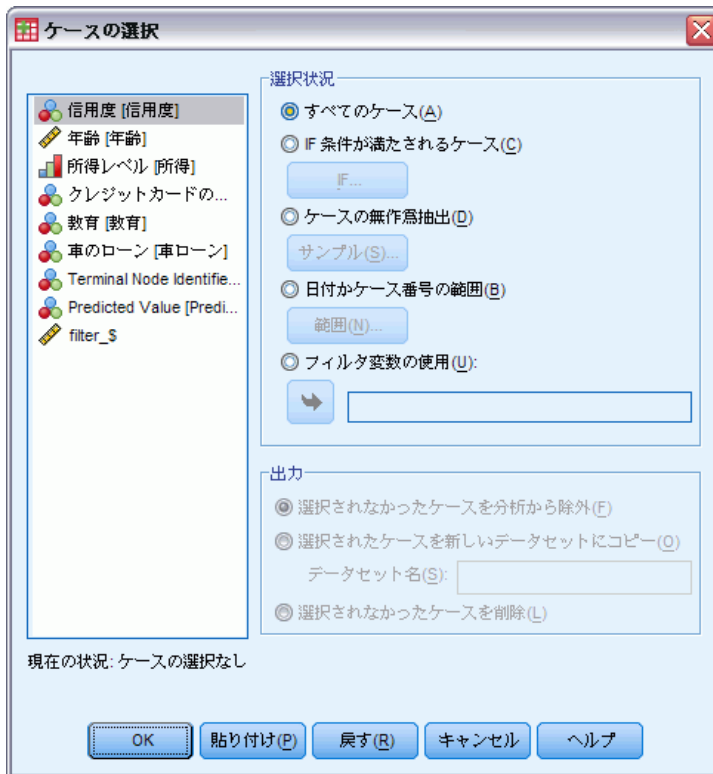 ケースの選択
信用度 [信用度]
年齢 [年齢]
所得レベル [所得]
クレジットカードの...
教育 [教育]
車のローン [車ローン]
Terminal Node Identifie...
Predicted Value [Predi...
filter_$
選択状況
すべてのケース(A)
IF 条件が満たされるケース(C)
IF...
ケースの無作為抽出(D)
サンプル(S)...
日付かケース番号の範囲(B)
範囲(N)...
フィルタ変数の使用(U):
出力
選択されなかったケースを分析から除外(F)
選択されたケースを新しいデータセットにコピー(O)
データセット名(S):
選択されなかったケースを削除(L)
現在の状況: ケースの選択なし
OK
貼り付け(P)
戻す(R)
キャンセル
ヘルプ